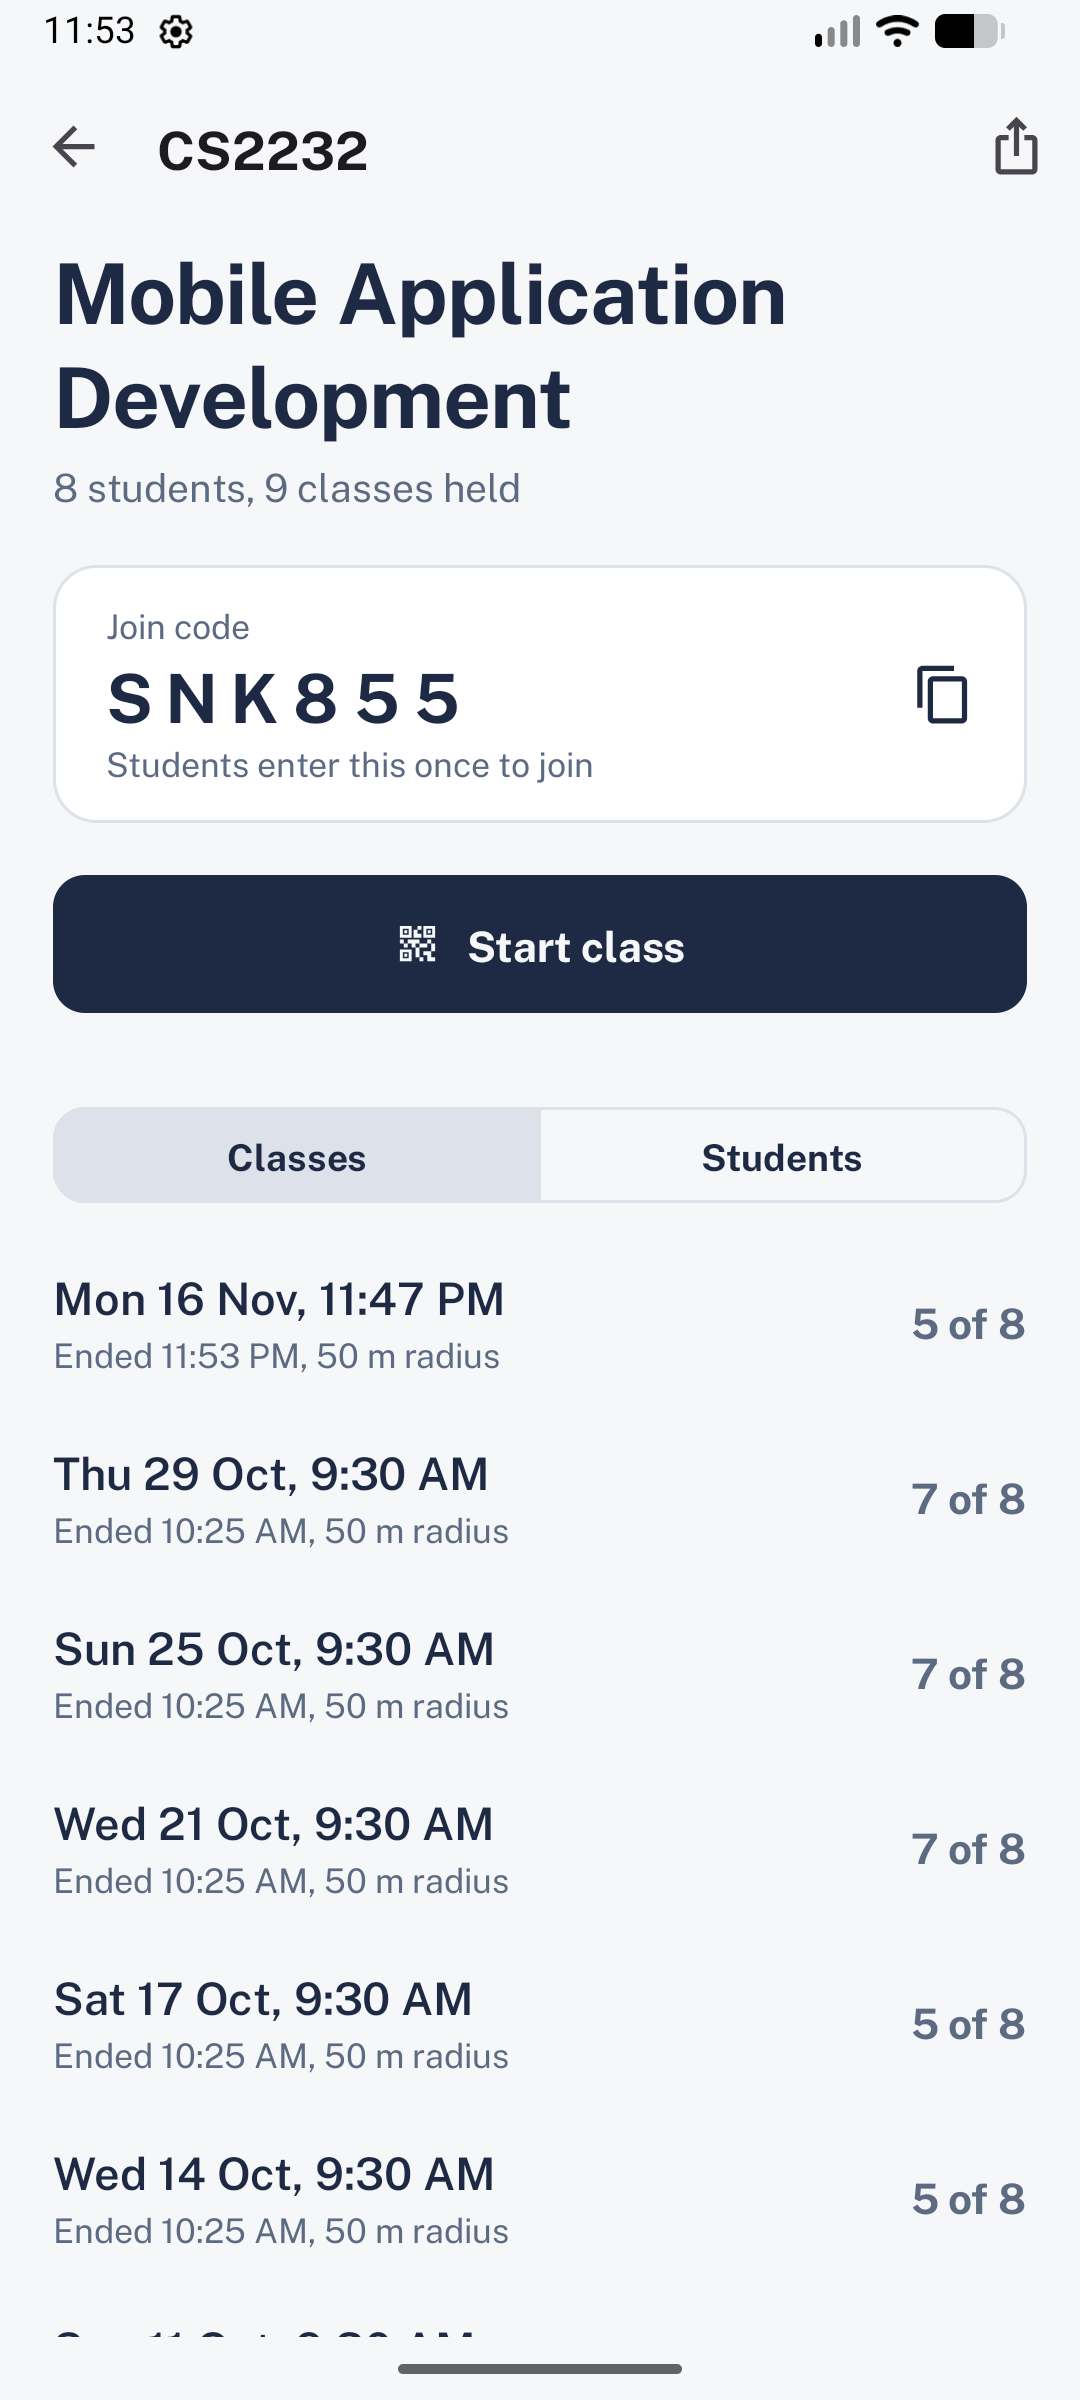 11:53
CS2232
Mobile Application
Development
8 students, 9 classes held
Join code
SNK855
Students enter this once to join
Start class
Classes
Students
Mon 16 Nov, 11:47 PM
5 of 8
Ended 11:53 PM, 50 m radius
Thu 29 Oct, 9:30 AM
7 of 8
Ended 10:25 AM, 50 m radius
Sun 25 Oct, 9:30 AM
7 of 8
Ended 10:25 AM, 50 m radius
Wed 21 Oct, 9:30 AM
7 of 8
Ended 10:25 AM, 50 m radius
Sat 17 Oct, 9:30 AM
5 of 8
Ended 10:25 AM, 50 m radius
Wed 14 Oct, 9:30 AM
5 of 8
Ended 10:25 AM, 50 m radius